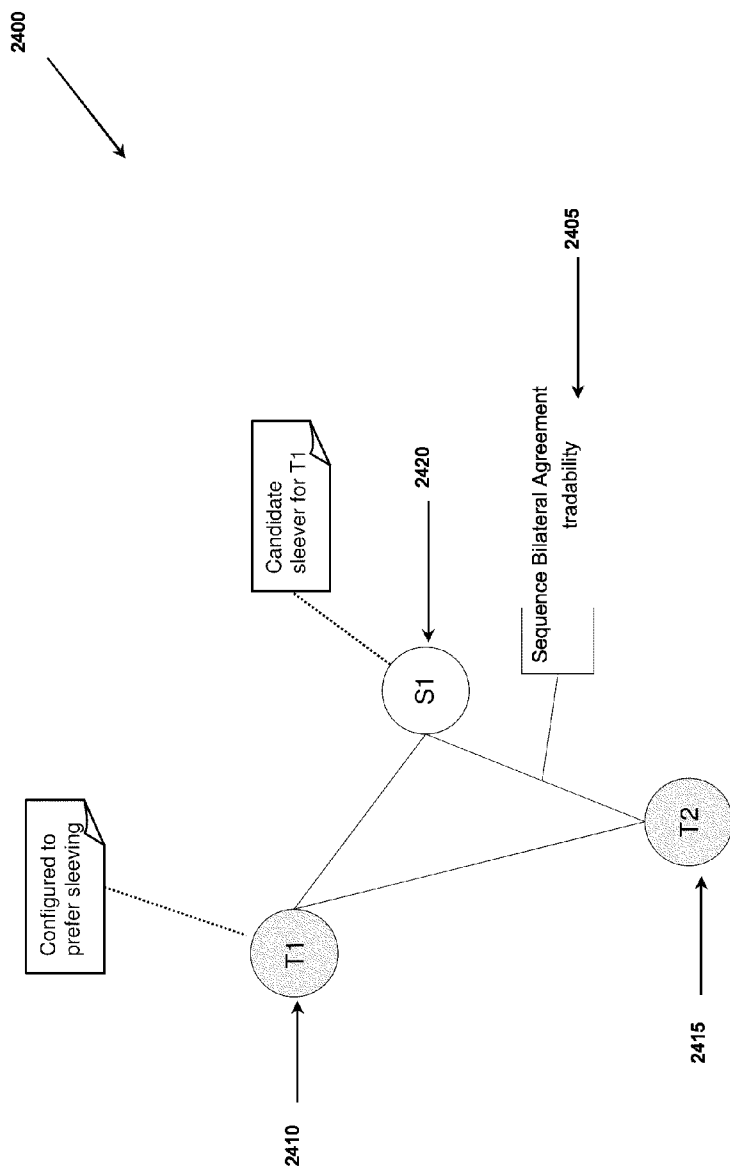 2400
Configured to
prefer sleeving
Candidate
sleever for T1
2410
T1
S1
2420
T2
2415
Sequence Bilateral Agreement
tradability
2405